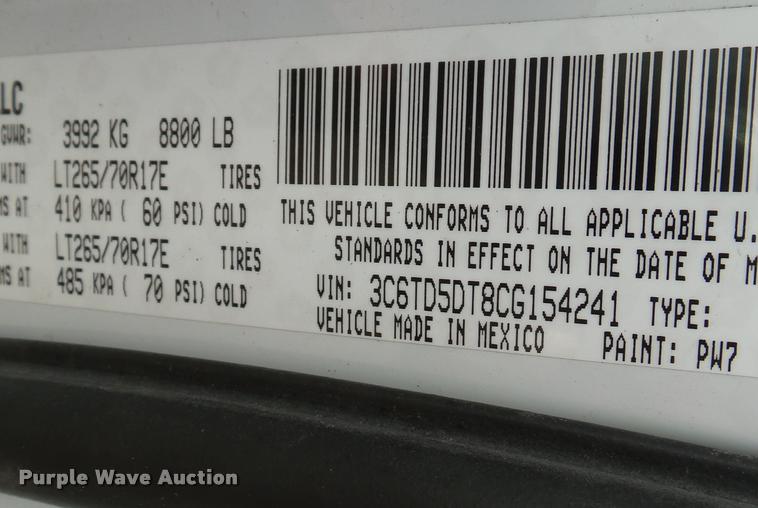 LC
GVWR: 3992 KG 8800 LB
WITH LT265/70R17E TIRES
MS AT 410 KPA ( 60 PSI) COLD
WITH LT265/70R17E TIRES
MS AT 485 KPA ( 70 PSI) COLD
THIS VEHICLE CONFORMS TO ALL APPLICABLE U.
STANDARDS IN EFFECT ON THE DATE OF M
VIN: 3C6TD5DT8CG154241 TYPE:
VEHICLE MADE IN MEXICO PAINT: PW7
Purple Wave Auction